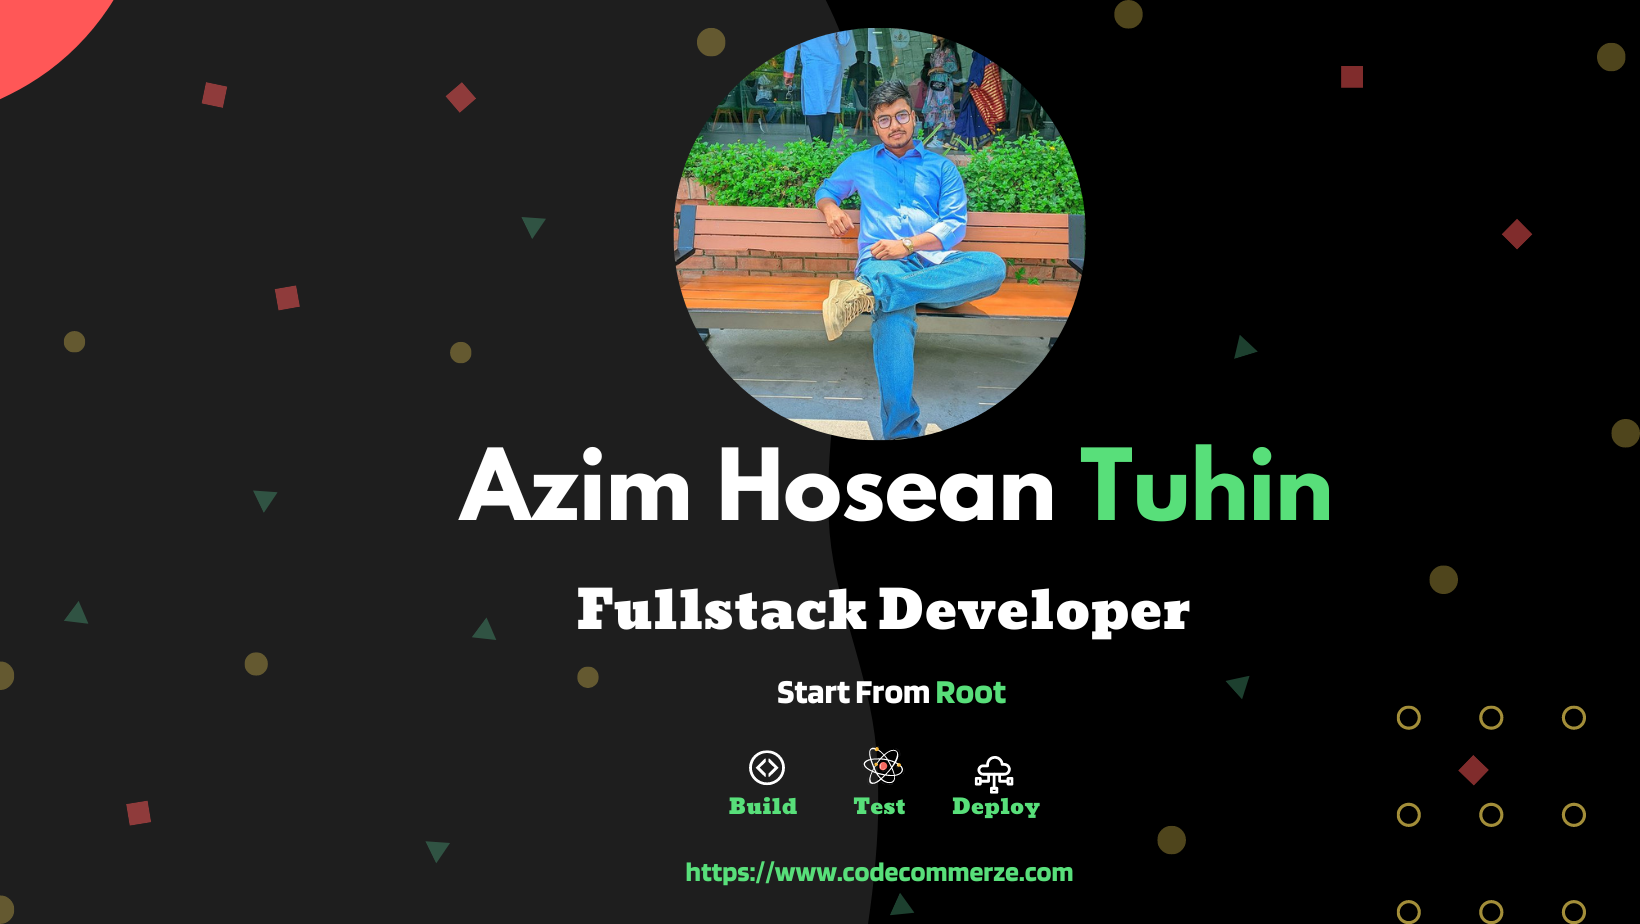 Azim Hosean Tuhin
Fullstack Developer
Start From Root
Build Test Deploy
https://www.codecommerze.com